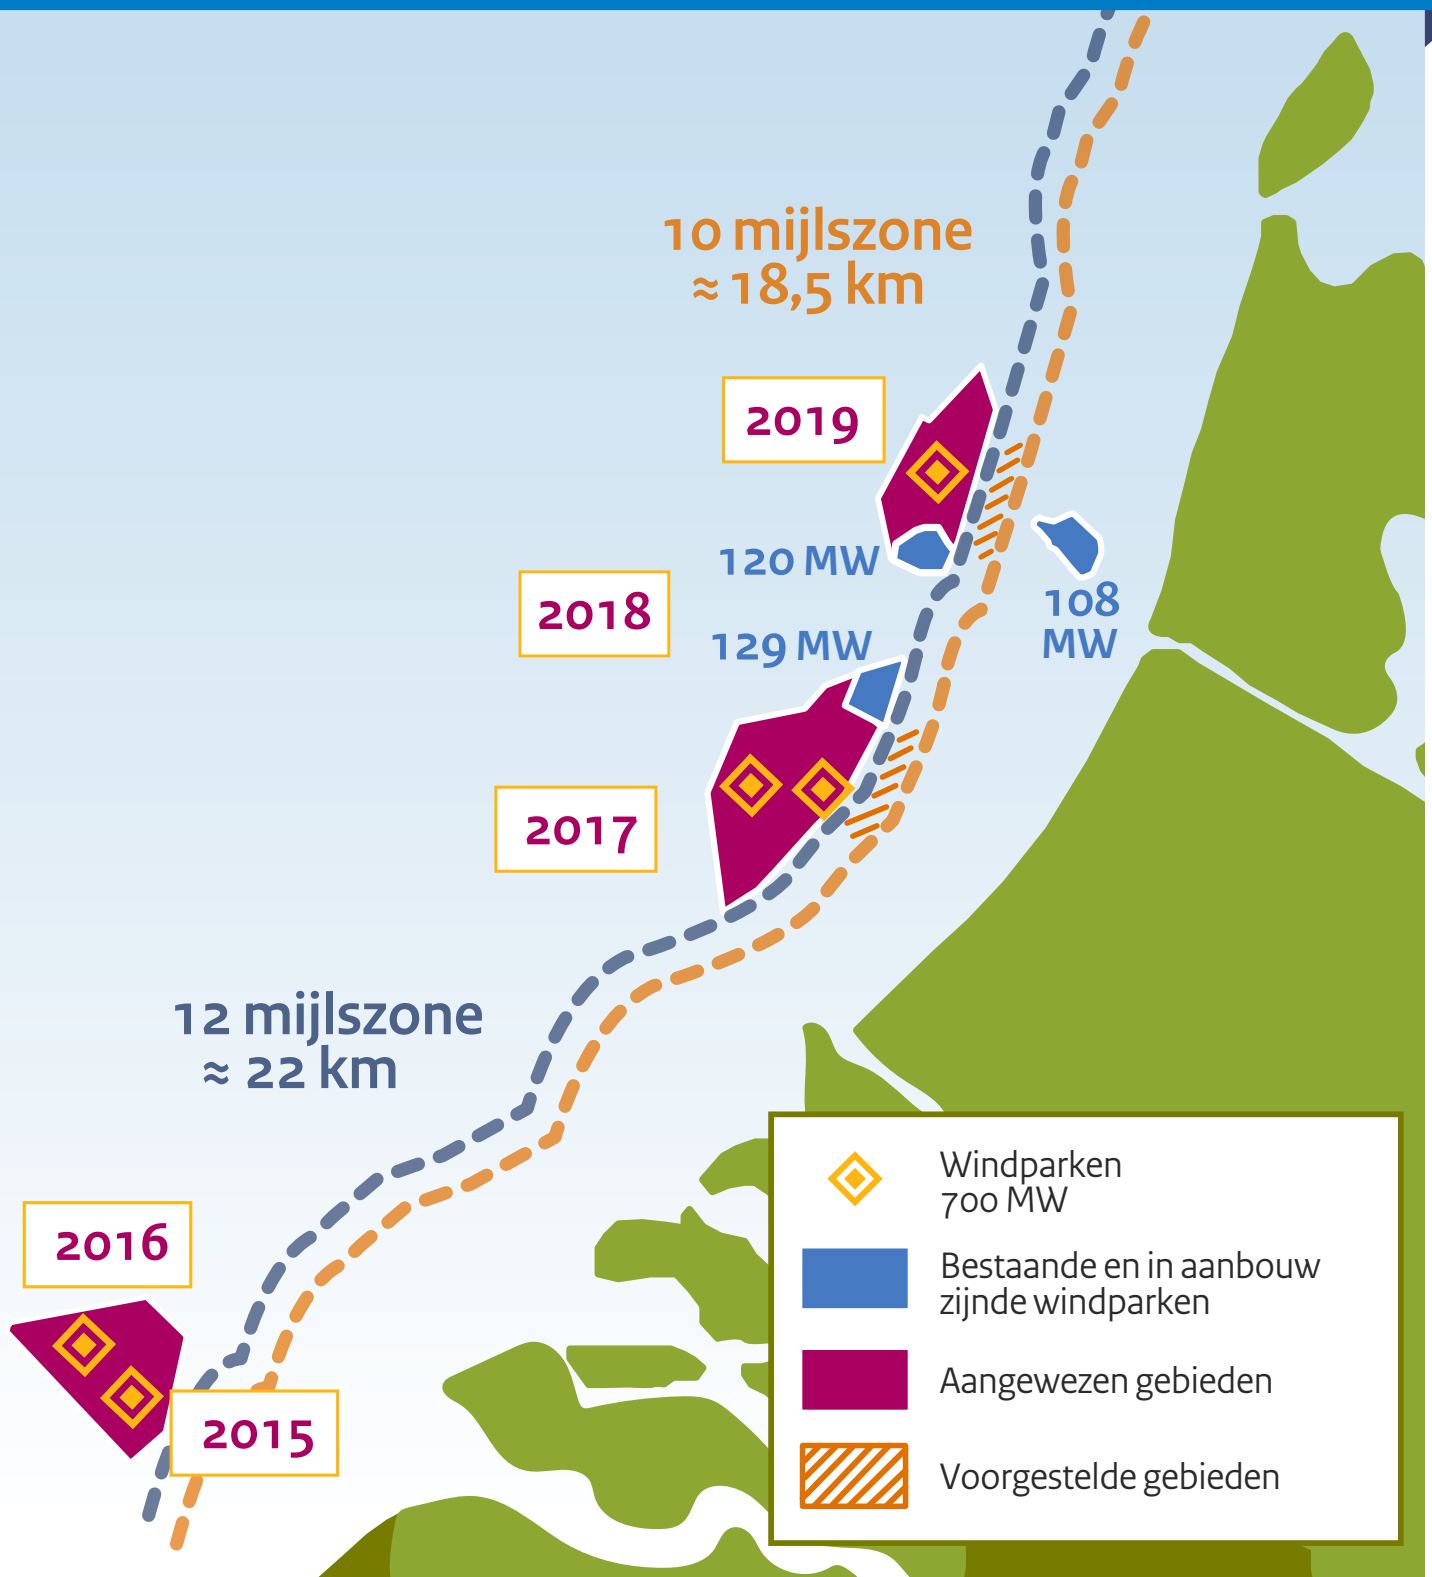 10 mijlszone
≈ 18,5 km
2019
120 MW
108
MW
2018
129 MW
2017
12 mijlszone
≈ 22 km
2016
2015
Windparken
700 MW
Bestaande en in aanbouw
zijnde windparken
Aangewezen gebieden
Voorgestelde gebieden